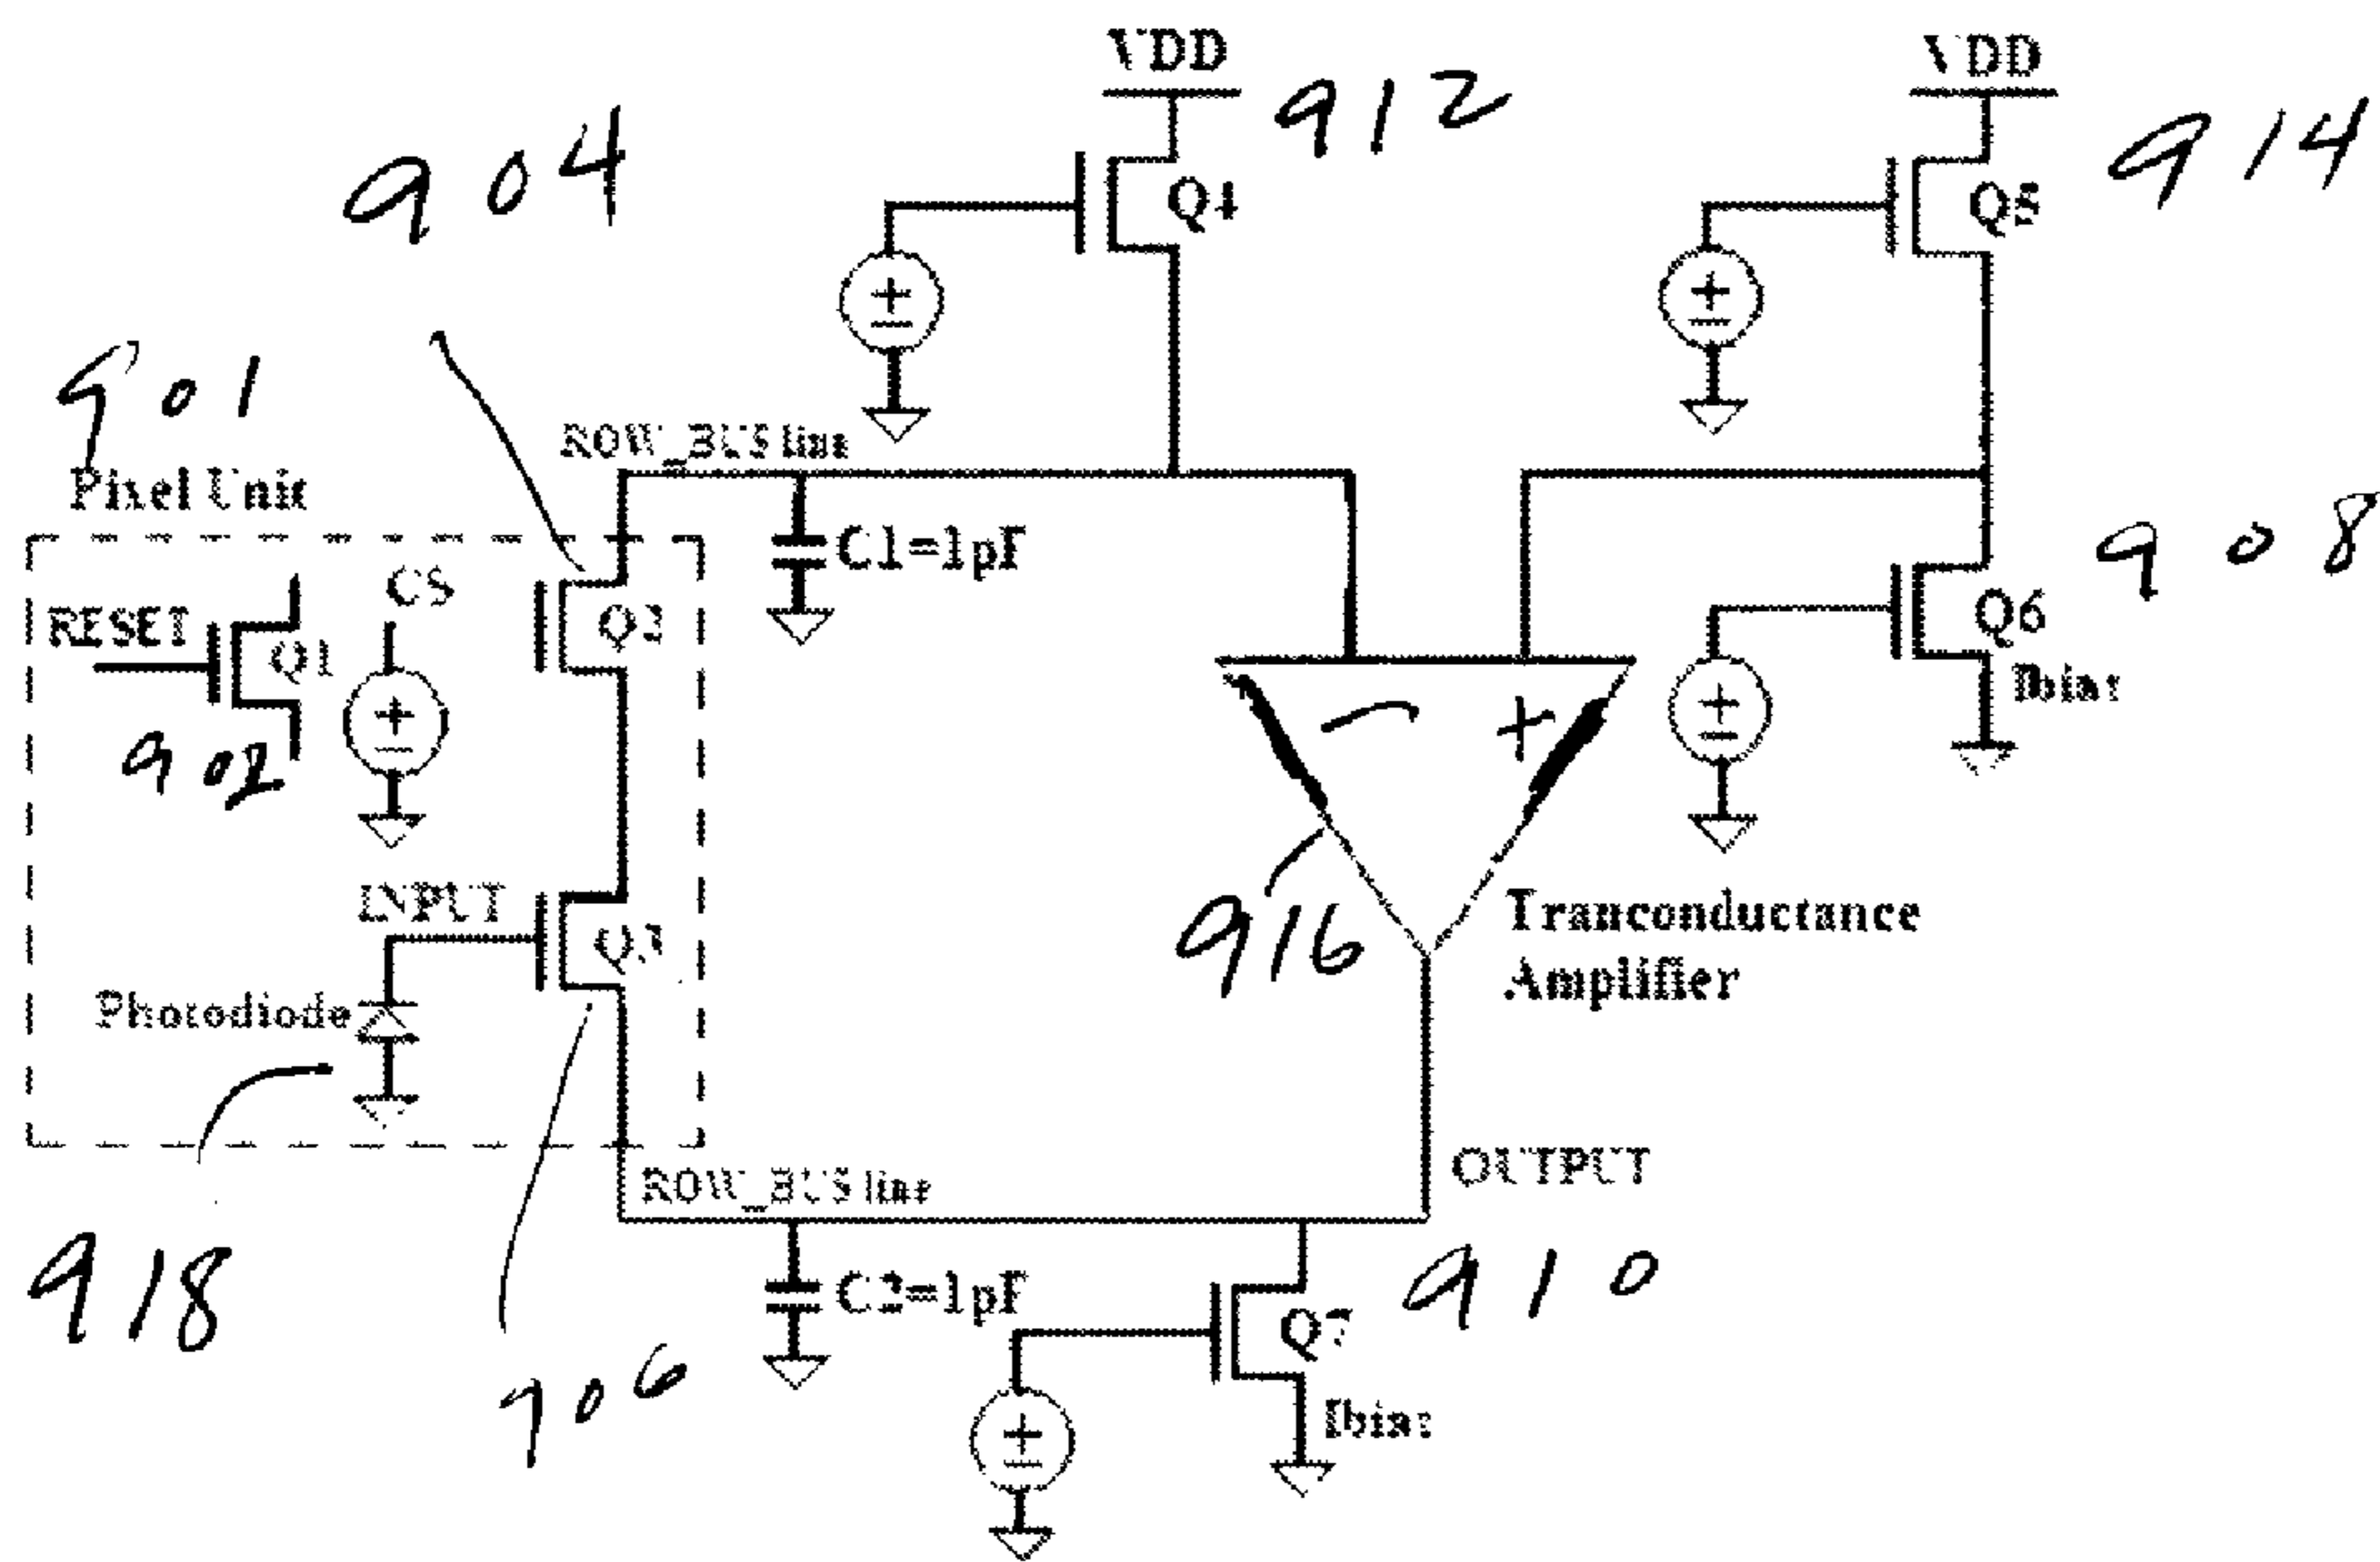 VDD
VDD
912
914
904
Q4
Q5
901
ROW_BUS line
Pixel Unit
908
C1=1pF
CS
RESET
Q2
Q6
Q1
Ibias
- +
902
INPUT
916
Tranconductance
Amplifier
Q3
Photodiode
OUTPUT
ROW_BUS line
918
C2=1pF
910
Q7
906
Ibias